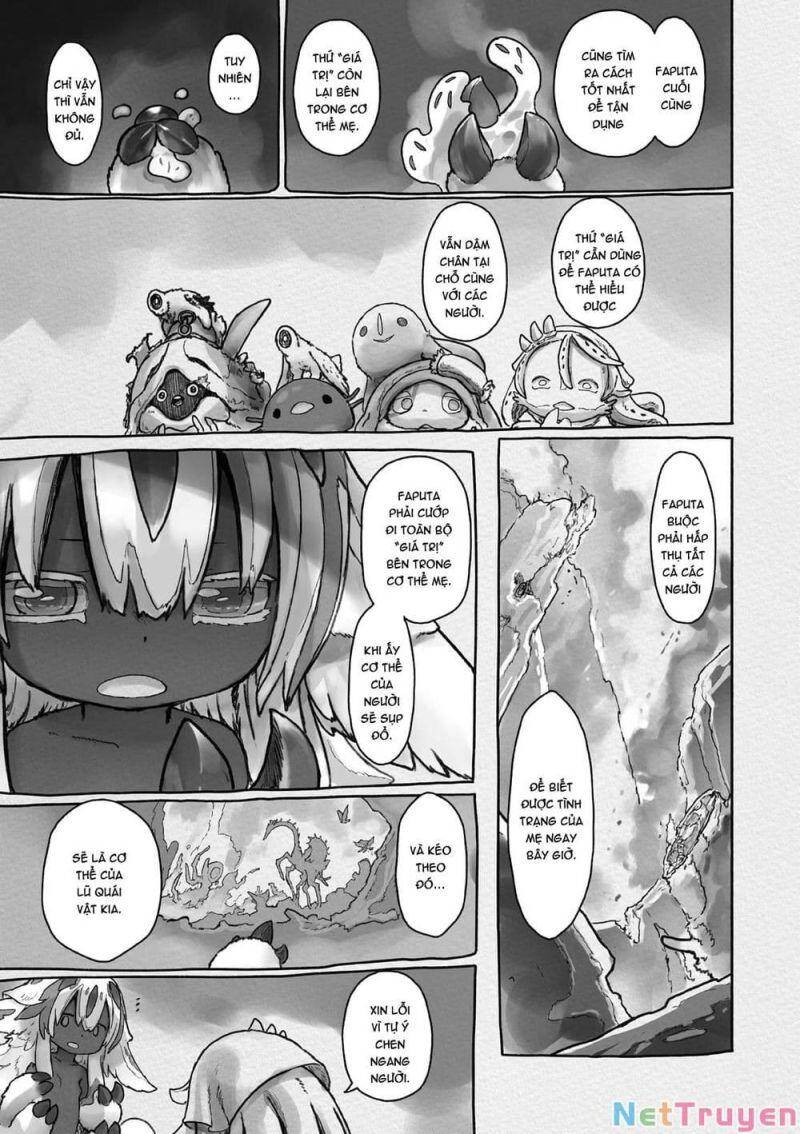 FAPUTA
CUỐI
CÙNG
CŨNG TÌM
RA CÁCH
TỐT NHẤT
ĐỂ TẬN
DỤNG
THỨ "GIÁ
TRỊ" CÒN
LẠI BÊN
TRONG CƠ
THỂ MẸ.
TUY
NHIÊN
...
CHỈ VẬY
THÌ VẪN
KHÔNG
ĐỦ.
THỨ "GIÁ
TRỊ" CẦN DÙNG
ĐỂ FAPUTA CÓ
THỂ HIỂU
ĐƯỢC
VẪN DẬM
CHÂN TẠI
CHỖ CÙNG
VỚI CÁC
NGƯƠI.
FAPUTA
BUỘC
PHẢI HẤP
THỤ TẤT
CẢ CÁC
NGƯƠI
ĐỂ BIẾT
ĐƯỢC TÌNH
TRẠNG CỦA
MẸ NGAY
BÂY GIỜ.
FAPUTA
PHẢI CƯỚP
ĐI TOÀN BỘ
"GIÁ TRỊ"
BÊN TRONG
CƠ THỂ MẸ.
KHI ẤY
CƠ THỂ
CỦA
NGƯỜI
SẼ SỤP
ĐỔ.
VÀ KÉO
THEO
ĐÓ...
SẼ LÀ CƠ
THỂ CỦA
LŨ QUÁI
VẬT KIA.
XIN LỖI
VÌ TỰ Ý
CHEN
NGANG
NGƯỜI.
NetTruyen